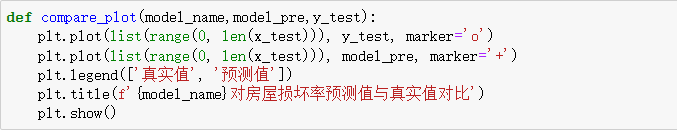 def compare_plot(model_name,model_pre,y_test):
    plt.plot(list(range(0, len(x_test))), y_test, marker='o')
    plt.plot(list(range(0, len(x_test))), model_pre, marker='+')
    plt.legend(['真实值', '预测值'])
    plt.title(f'{model_name}对房屋损坏率预测值与真实值对比')
    plt.show()